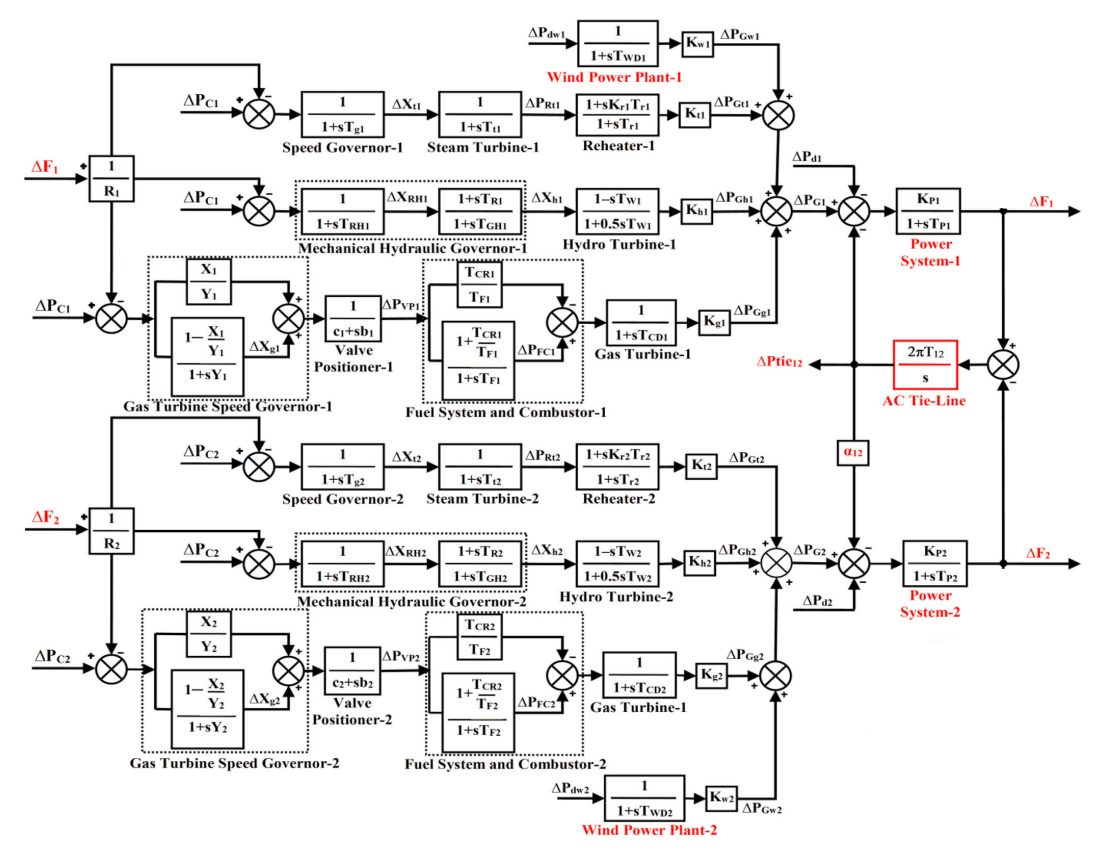 ΔPdw1
1
1+sTWD1
Kw1
ΔPGw1
Wind Power Plant-1
+
-
ΔPC1
+
1
1+sTg1
Speed Governor-1
ΔXt1
1
1+sTt1
Steam Turbine-1
ΔPRt1
1+sKr1Tr1
1+sTr1
Reheater-1
Kt1
ΔPGt1
+
+
ΔF1
+
1
R1
-
ΔPC1
+
1
1+sTRH1
ΔXRH1
1+sTR1
1+sTGH1
Mechanical Hydraulic Governor-1
ΔXh1
1-sTW1
1+0.5sTW1
Hydro Turbine-1
Kh1
ΔPGh1
+
+
+
ΔPG1
ΔPd1
-
+
-
KP1
1+sTP1
Power
System-1
ΔF1
ΔPC1
+
-
X1
Y1
1-X1
Y1
1+sY1
ΔXg1
+
+
Gas Turbine Speed Governor-1
1
c1+sb1
Valve
Positioner-1
ΔPVP1
TCR1
TF1
1+TCR1
TF1
1+sTF1
ΔPFC1
-
+
Fuel System and Combustor-1
1
1+sTCD1
Gas Turbine-1
Kg1
ΔPGg1
ΔPtie12
2πT12
s
AC Tie-Line
+
-
α12
-
ΔPC2
+
1
1+sTg2
Speed Governor-2
ΔXt2
1
1+sTt2
Steam Turbine-2
ΔPRt2
1+sKr2Tr2
1+sTr2
Reheater-2
Kt2
ΔPGt2
ΔF2
+
1
R2
-
ΔPC2
+
1
1+sTRH2
ΔXRH2
1+sTR2
1+sTGH2
Mechanical Hydraulic Governor-2
ΔXh2
1-sTW2
1+0.5sTW2
Hydro Turbine-2
Kh2
ΔPGh2
+
+
+
ΔPG2
ΔPd2
+
-
-
KP2
1+sTP2
Power
System-2
ΔF2
ΔPC2
+
-
X2
Y2
1-X2
Y2
1+sY2
ΔXg2
+
+
Gas Turbine Speed Governor-2
1
c2+sb2
Valve
Positioner-2
ΔPVP2
TCR2
TF2
1+TCR2
TF2
1+sTF2
ΔPFC2
-
+
Fuel System and Combustor-2
1
1+sTCD2
Gas Turbine-1
Kg2
ΔPGg2
+
+
ΔPdw2
1
1+sTWD2
Kw2
ΔPGw2
Wind Power Plant-2